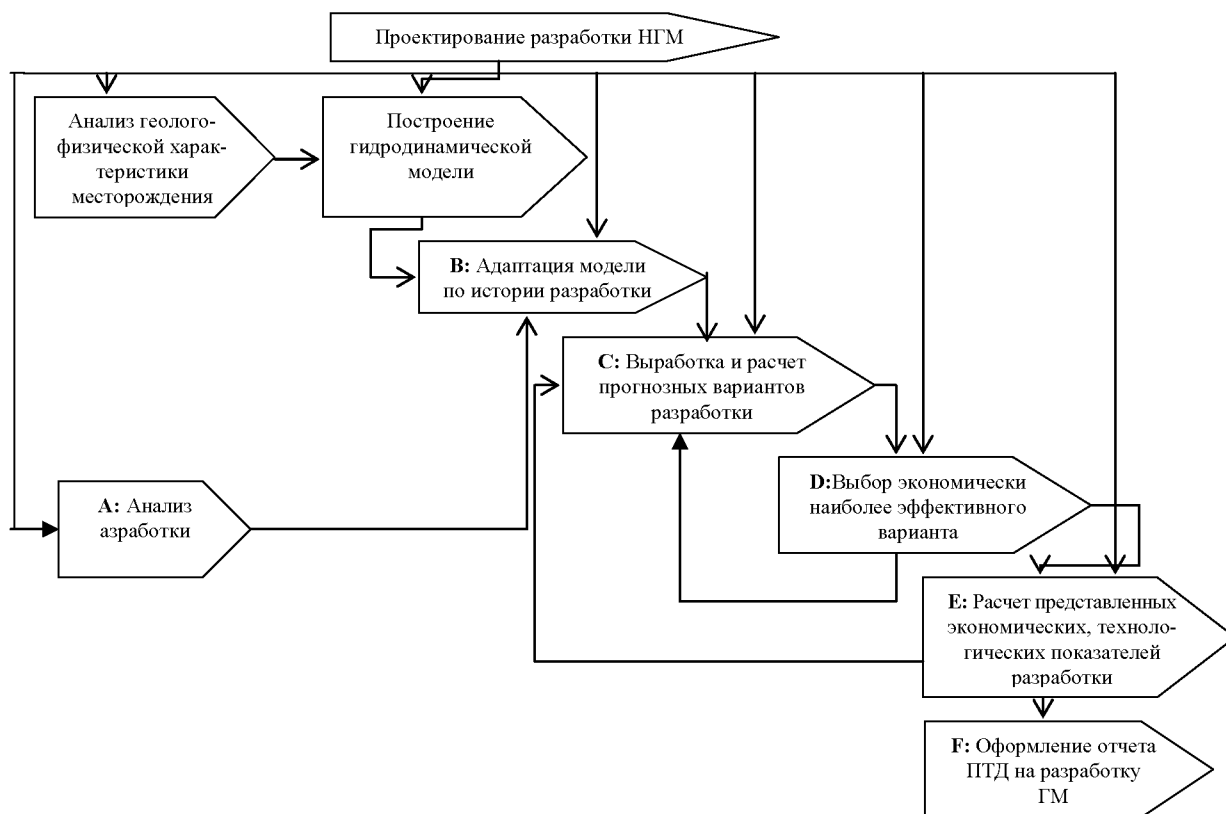 Проектирование разработки НГМ
Анализ геолого-
физической харак-
теристики
месторождения
Построение
гидродинамической
модели
B: Адаптация модели
по истории разработки
C: Выработка и расчет
прогнозных вариантов
разработки
A: Анализ
азработки
D:Выбор экономически
наиболее эффективного
варианта
E: Расчет представленных
экономических, техноло-
гических показателей
разработки
F: Оформление отчета
ПТД на разработку
ГМ